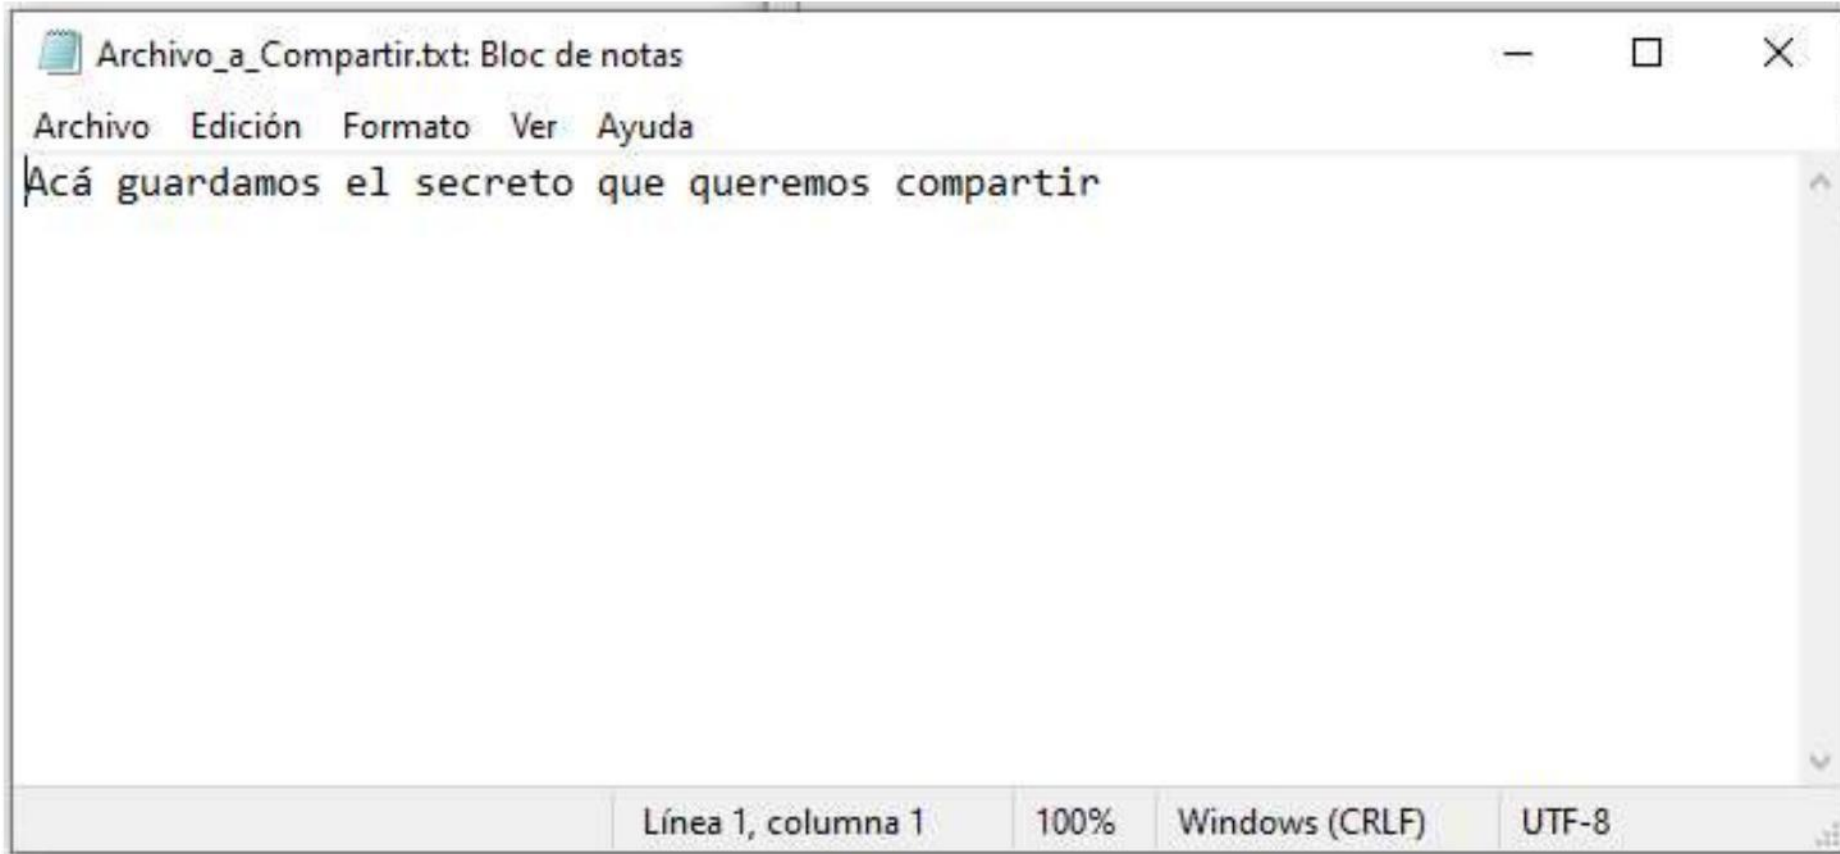 Archivo_a_Compartir.txt: Bloc de notas
Archivo Edición Formato Ver Ayuda
Acá guardamos el secreto que queremos compartir
Línea 1, columna 1 100% Windows (CRLF) UTF-8